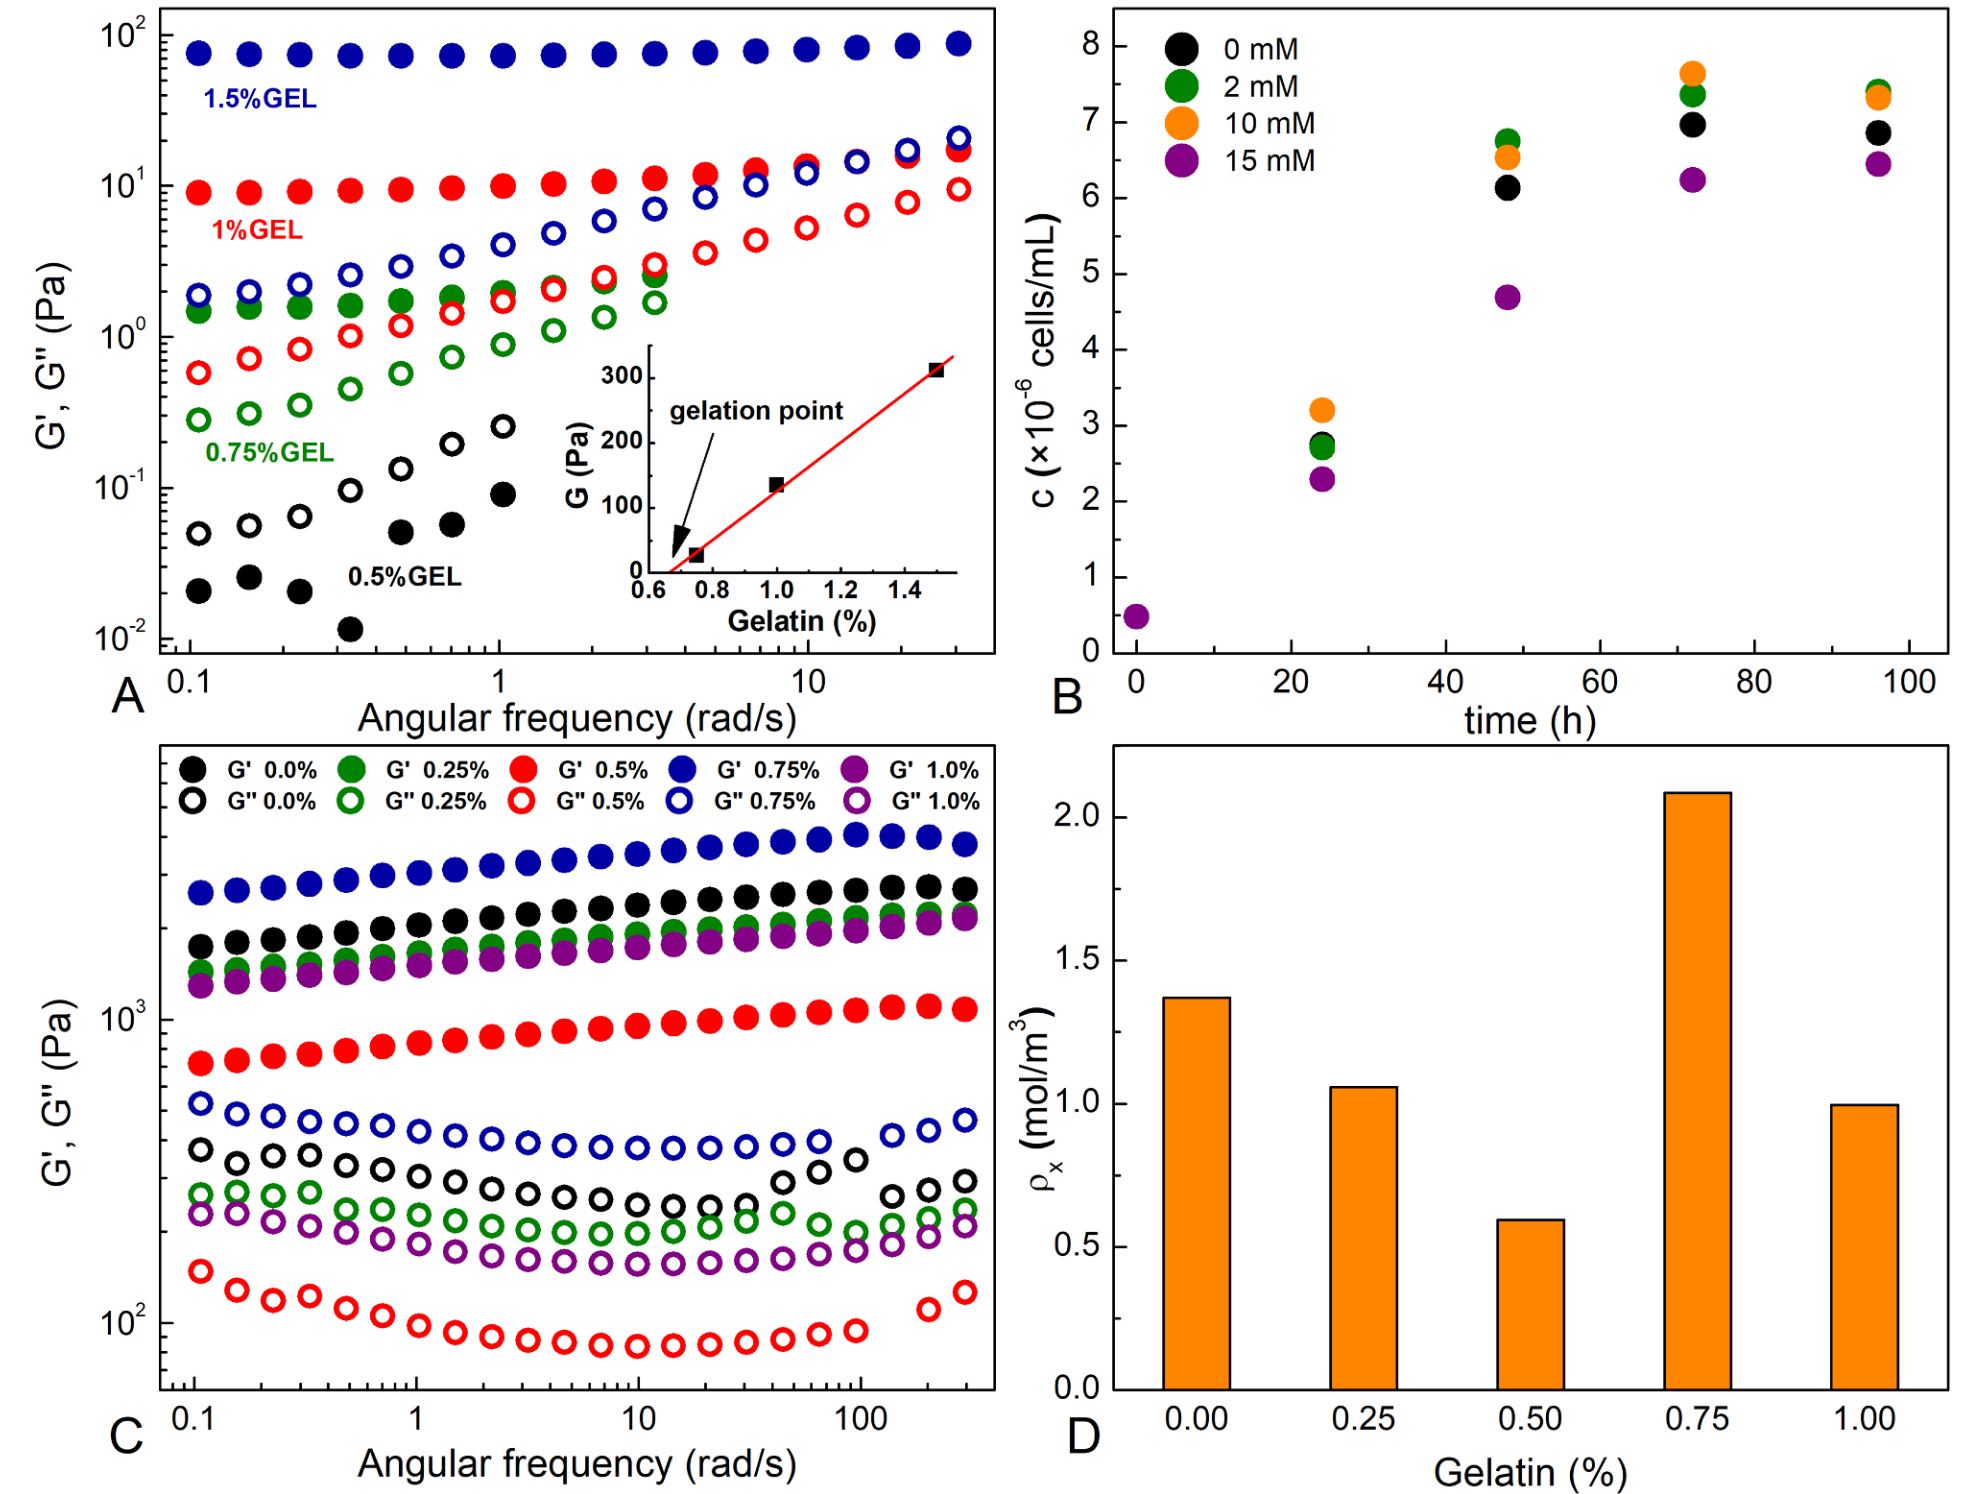 10²
10¹
10⁰
10⁻¹
10⁻²
G', G'' (Pa)
1.5%GEL
1%GEL
0.75%GEL
0.5%GEL
300
200
100
0
G (Pa)
gelation point
0.6 0.8 1.0 1.2 1.4
Gelatin (%)
0.1 1 10
A
Angular frequency (rad/s)
8
7
6
5
4
3
2
1
0
c (×10⁻⁶ cells/mL)
0 mM
2 mM
10 mM
15 mM
0 20 40 60 80 100
B
time (h)
G' 0.0% G' 0.25% G' 0.5% G' 0.75% G' 1.0%
G'' 0.0% G'' 0.25% G'' 0.5% G'' 0.75% G'' 1.0%
10³
10²
G', G'' (Pa)
0.1 1 10 100
C
Angular frequency (rad/s)
2.0
1.5
1.0
0.5
0.0
ρₓ (mol/m³)
0.00 0.25 0.50 0.75 1.00
D
Gelatin (%)